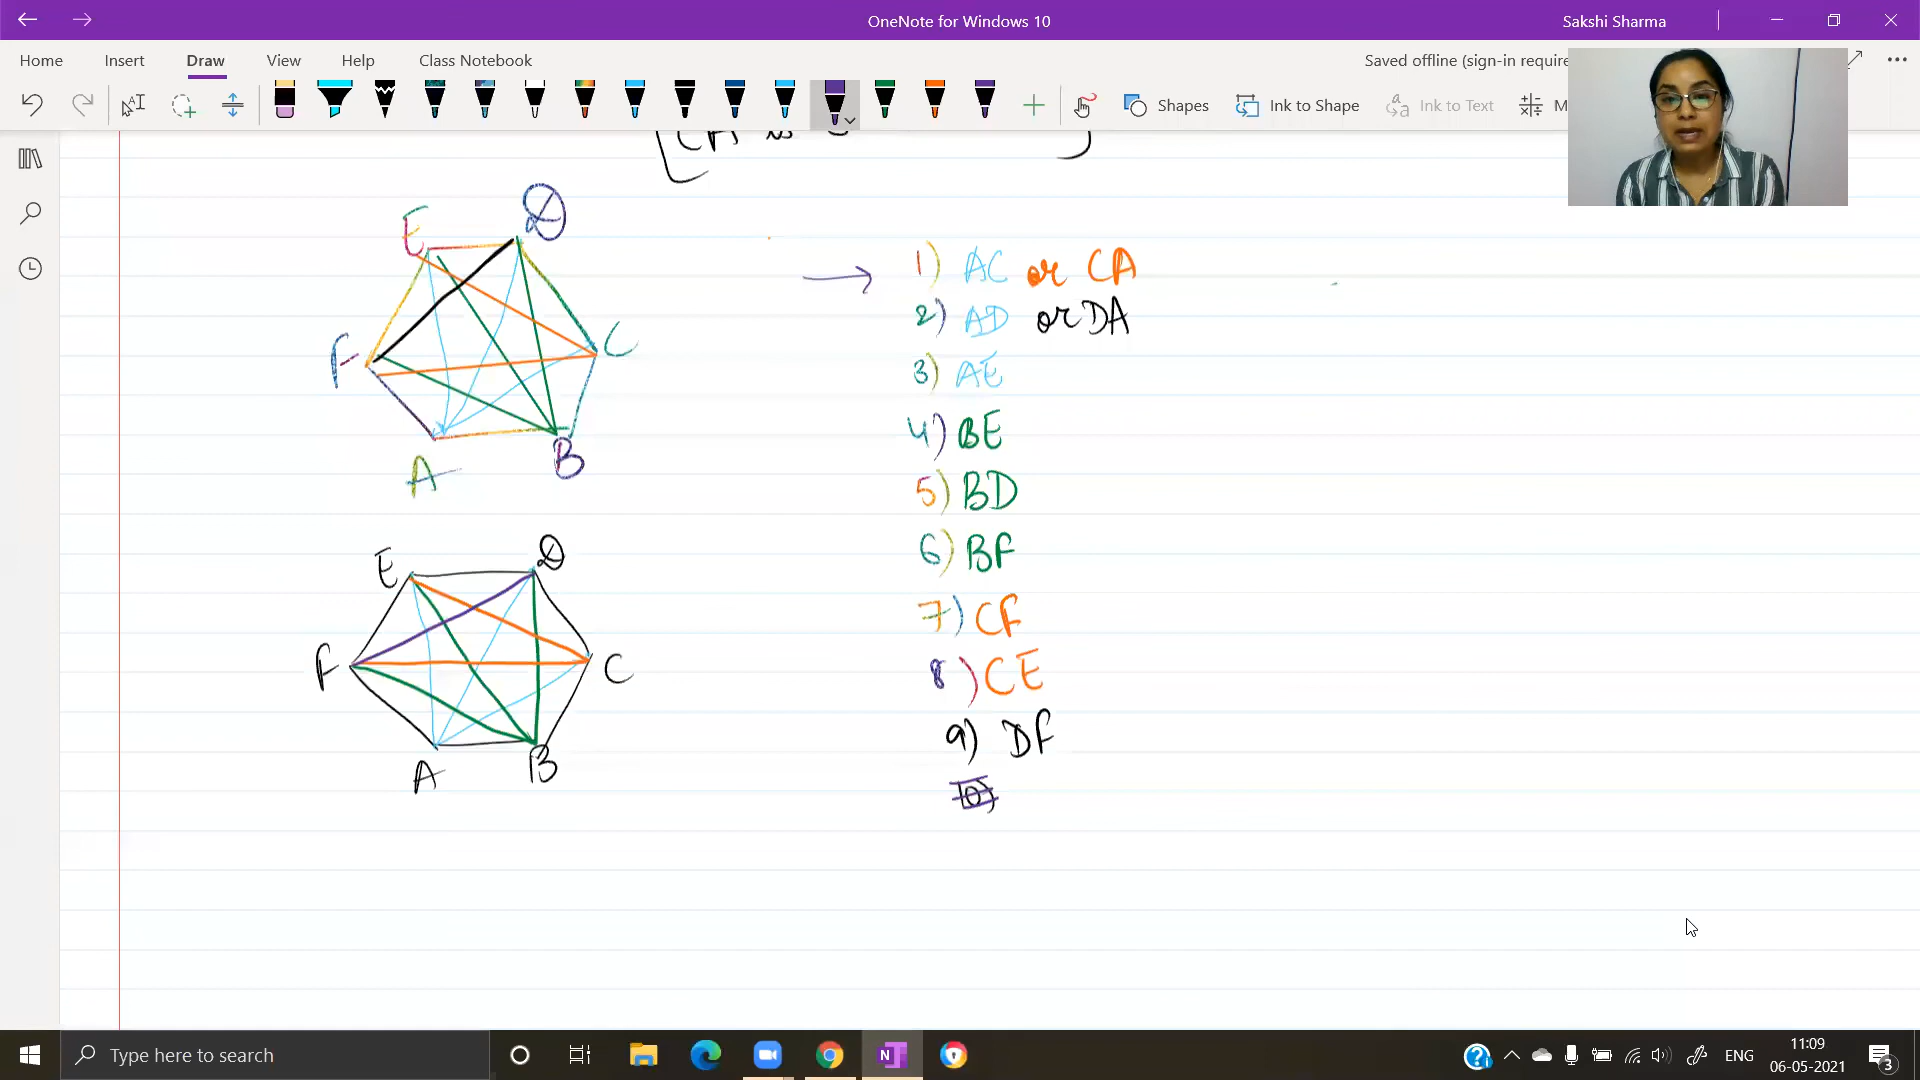 OneNote for Windows 10
Sakshi Sharma
Home Insert Draw View Help Class Notebook
Saved offline (sign-in require
Shapes Ink to Shape Ink to Text M
E D
F C
A B
1) AC or CA
2) AD or DA
3) AE
4) BE
5) BD
6) BF
7) CF
8) CE
9) DF
10)
E D
F C
A B
Type here to search
ENG
11:09
06-05-2021
3